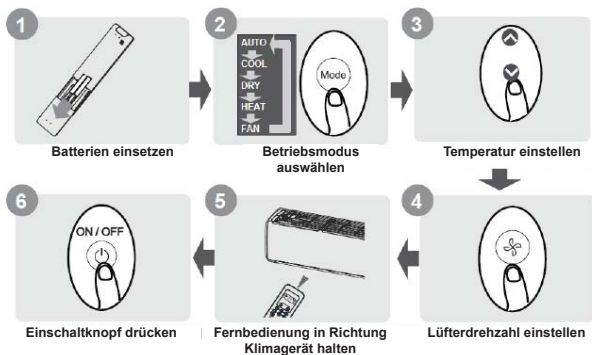 1
Batterien einsetzen
2
AUTO
COOL
DRY
HEAT
FAN
Mode
Betriebsmodus
auswählen
3
Temperatur einstellen
4
Lüfterdrehzahl einstellen
5
Fernbedienung in Richtung
Klimagerät halten
6
ON / OFF
Einschaltknopf drücken